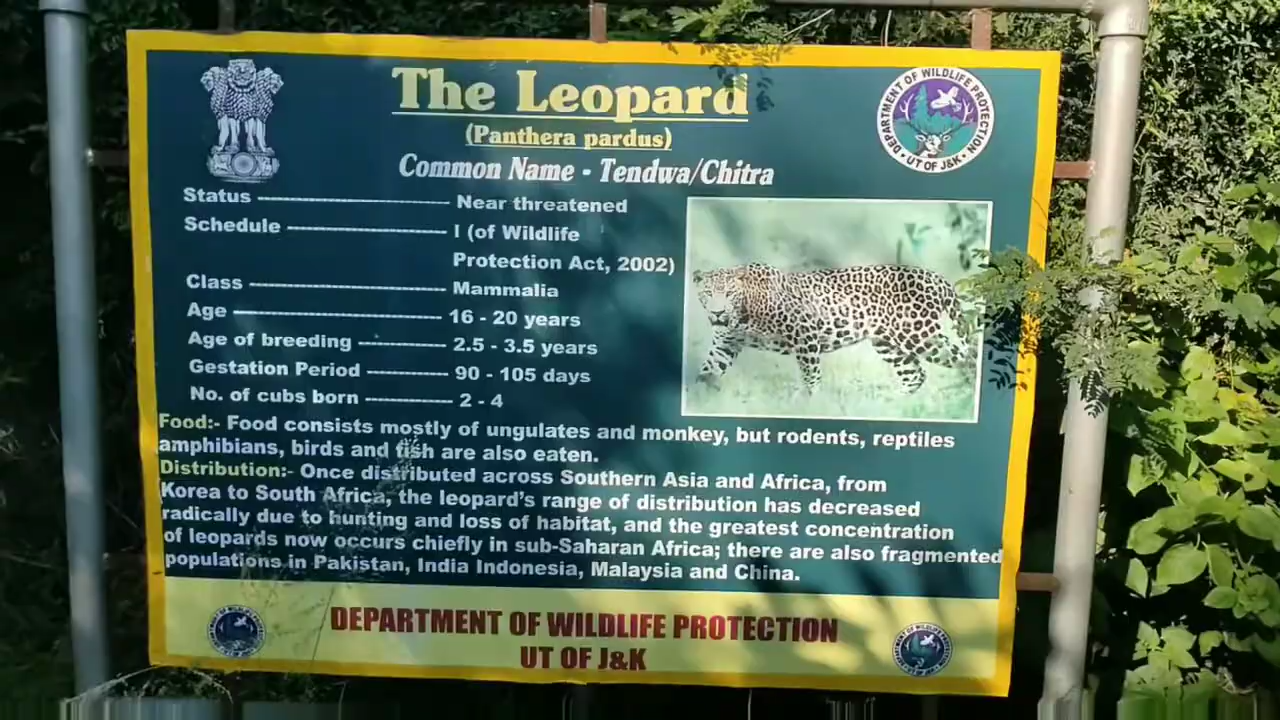 The Leopard
(Panthera pardus)
Common Name - Tendwa/Chitra
DEPARTMENT OF WILDLIFE PROTECTION
UT OF J&K
Status ---------------- Near threatened
Schedule ---------------- I (of Wildlife
Protection Act, 2002)
Class ---------------- Mammalia
Age ---------------- 16 - 20 years
Age of breeding ---------------- 2.5 - 3.5 years
Gestation Period ---------------- 90 - 105 days
No. of cubs born ---------------- 2 - 4
Food:- Food consists mostly of ungulates and monkey, but rodents, reptiles
amphibians, birds and fish are also eaten.
Distribution:- Once distributed across Southern Asia and Africa, from
Korea to South Africa, the leopard's range of distribution has decreased
radically due to hunting and loss of habitat, and the greatest concentration
of leopards now occurs chiefly in sub-Saharan Africa; there are also fragmented
populations in Pakistan, India Indonesia, Malaysia and China.
DEPARTMENT OF WILDLIFE PROTECTION
UT OF J&K